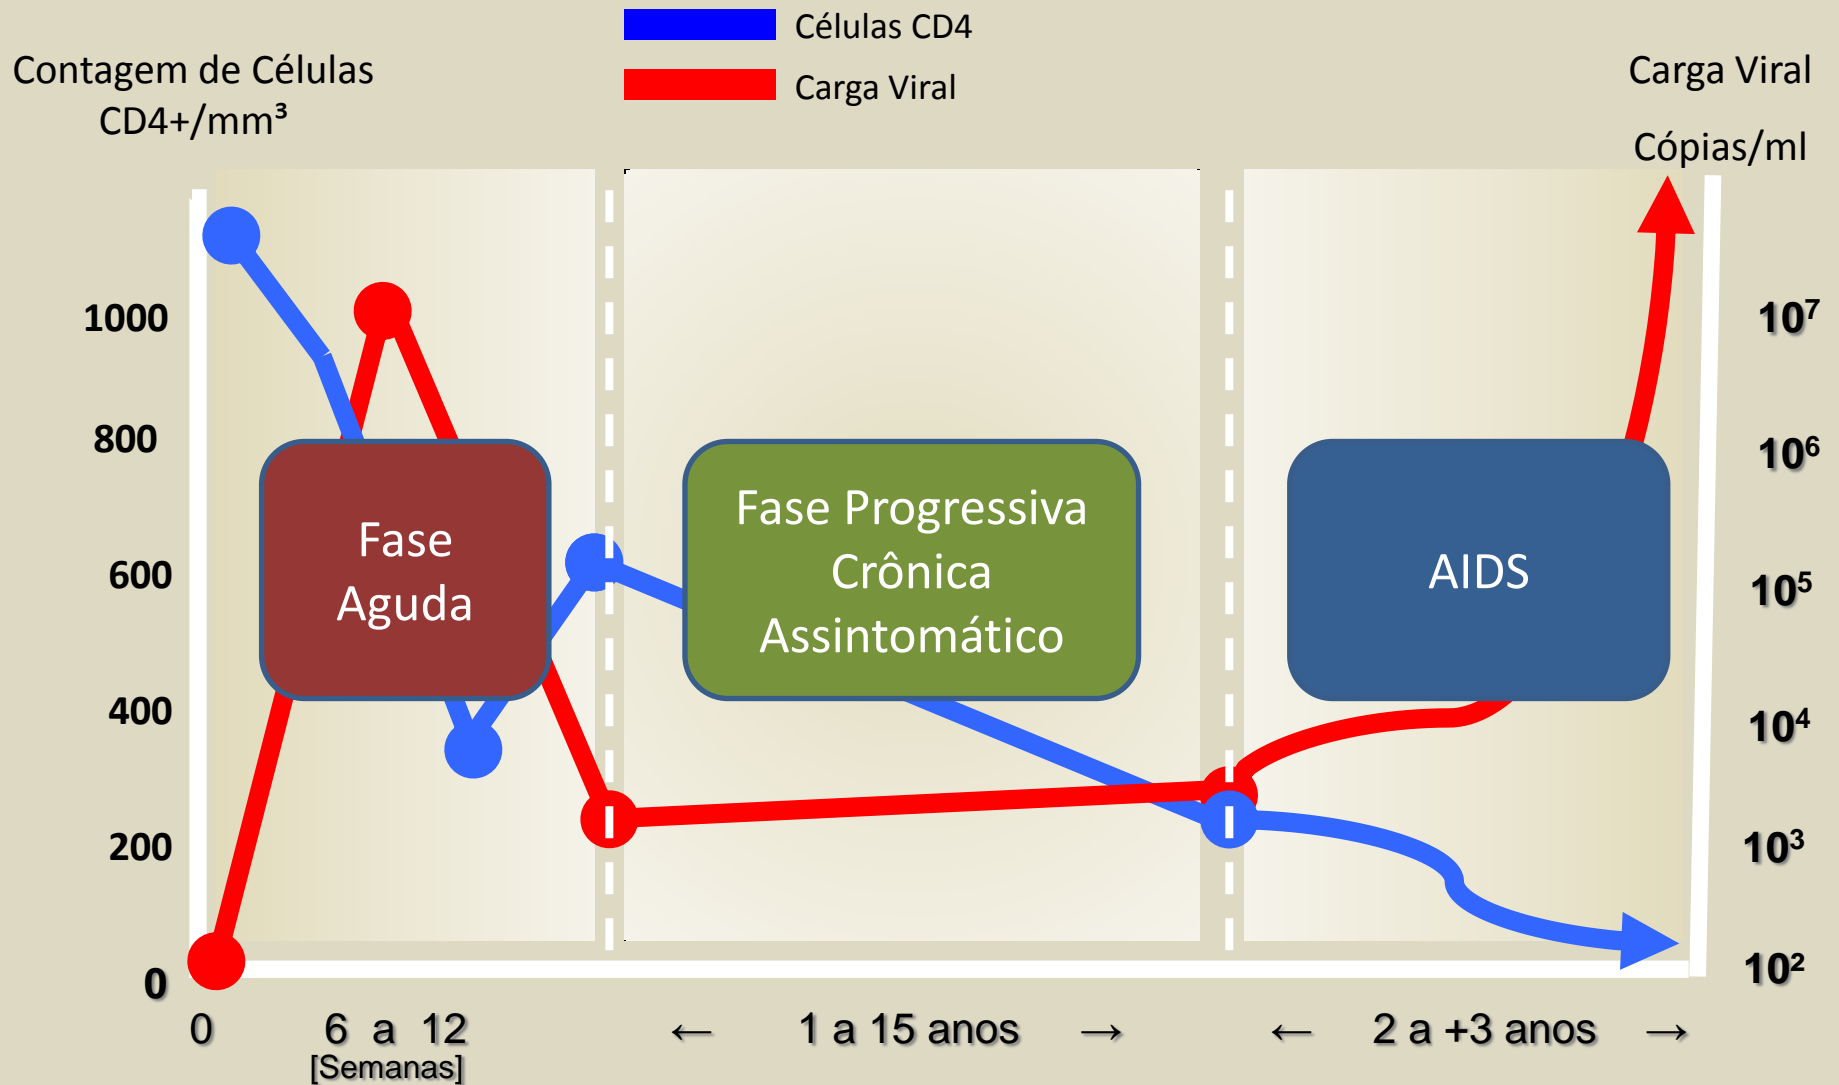 Células CD4
Carga Viral
Contagem de Células
CD4+/mm³
Carga Viral
Cópias/ml
1000
800
600
400
200
0
10⁷
10⁶
10⁵
10⁴
10³
10²
Fase
Aguda
Fase Progressiva
Crônica
Assintomático
AIDS
0
6 a 12
[Semanas]
← 1 a 15 anos →
← 2 a +3 anos →